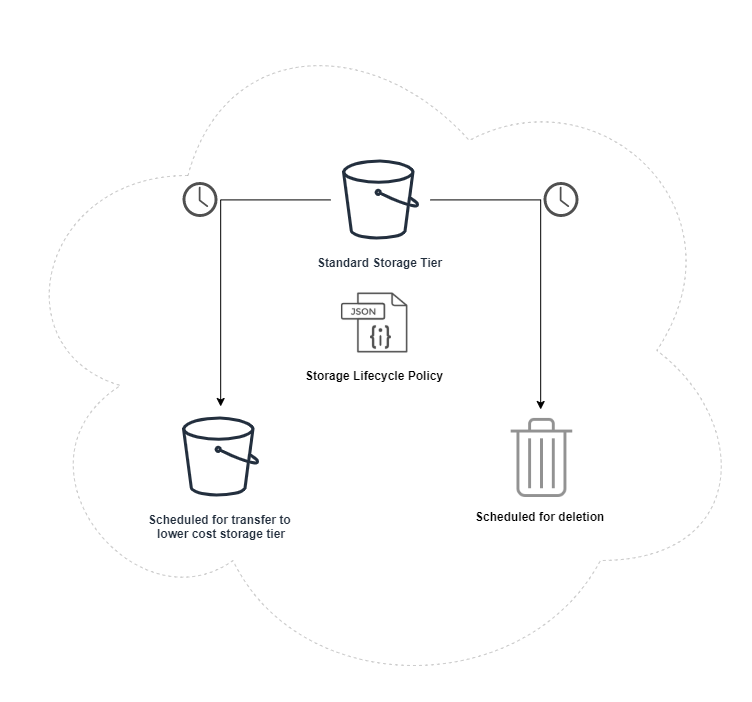 Standard Storage Tier
JSON
{i}
Storage Lifecycle Policy
Scheduled for transfer to
lower cost storage tier
Scheduled for deletion